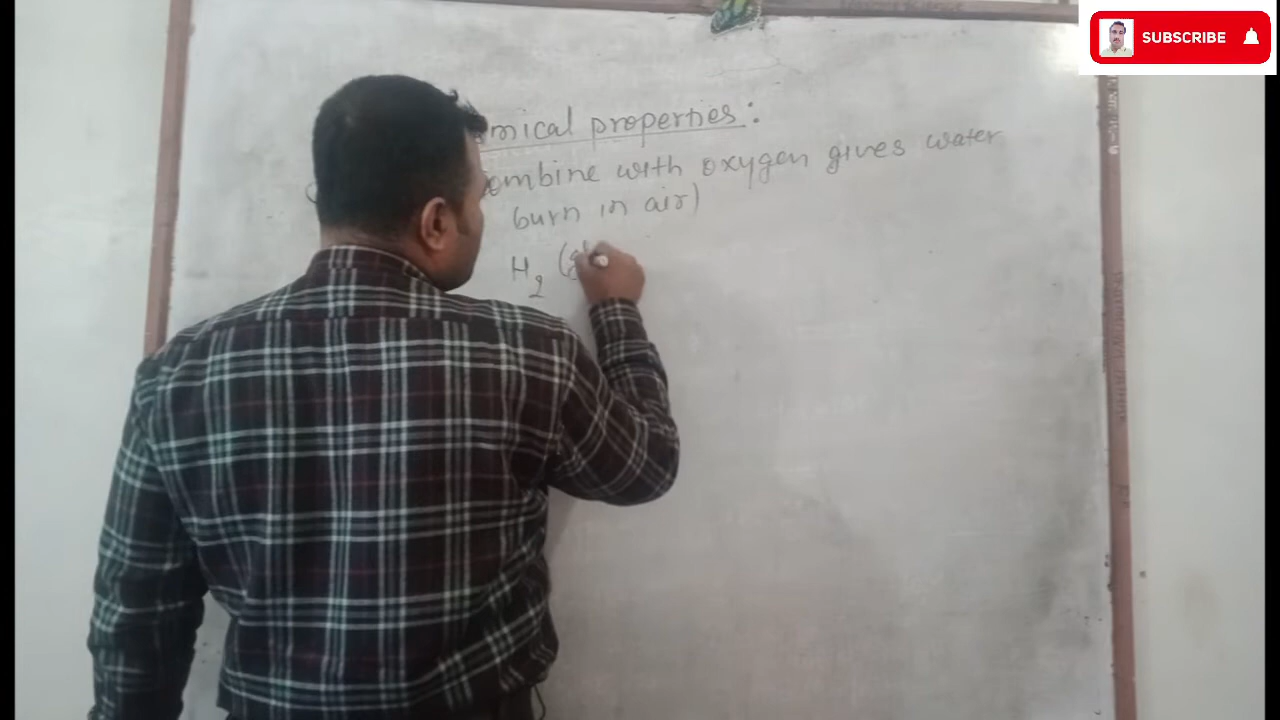 SUBSCRIBE
mical properties:
ombine with oxygen gives water
burn in air)
H2 (g